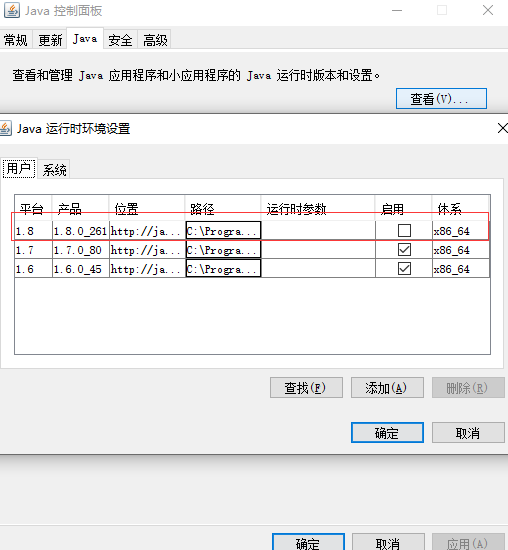 Java 控制面板
常规 更新 Java 安全 高级
查看和管理 Java 应用程序和小应用程序的 Java 运行时版本和设置。
查看(V)...
Java 运行时环境设置
用户 系统
平台 产品 位置 路径 运行时参数 启用 体系
1.8 1.8.0_261 http://ja... C:\Progra... x86_64
1.7 1.7.0_80 http://ja... C:\Progra... x86_64
1.6 1.6.0_45 http://ja... C:\Progra... x86_64
查找(F) 添加(A) 删除(R)
确定 取消
确定 取消 应用(A)